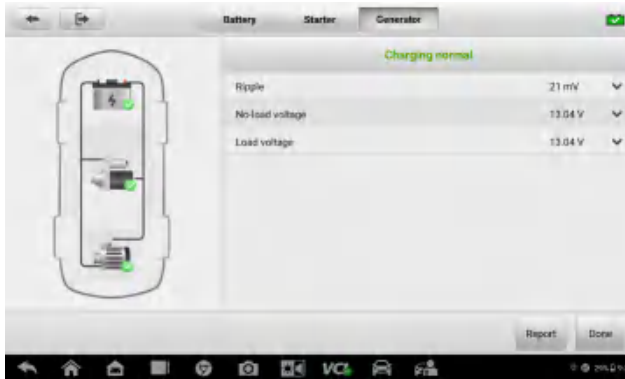 Battery Starter Generator
Charging normal
Ripple 21 mV
No-load voltage 13.04 V
Load voltage 13.04 V
Report Done
VCI